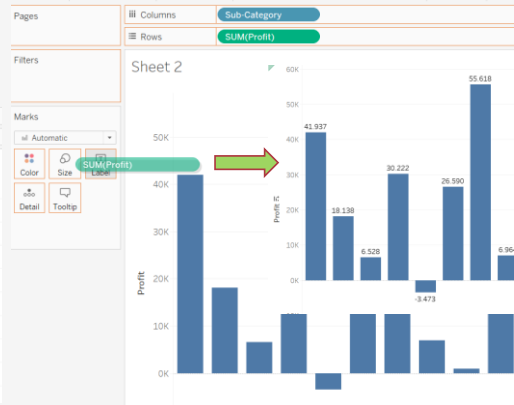 Pages
Columns
Sub-Category
Rows
SUM(Profit)
Filters
Sheet 2
Marks
Automatic
SUM(Profit)
Color
Size
Label
Detail
Tooltip
50K
40K
30K
20K
10K
0K
Profit
60K
50K
40K
30K
20K
10K
0K
Profit
41.937
18.138
6.528
30.222
-3.473
26.590
55.618
6.964